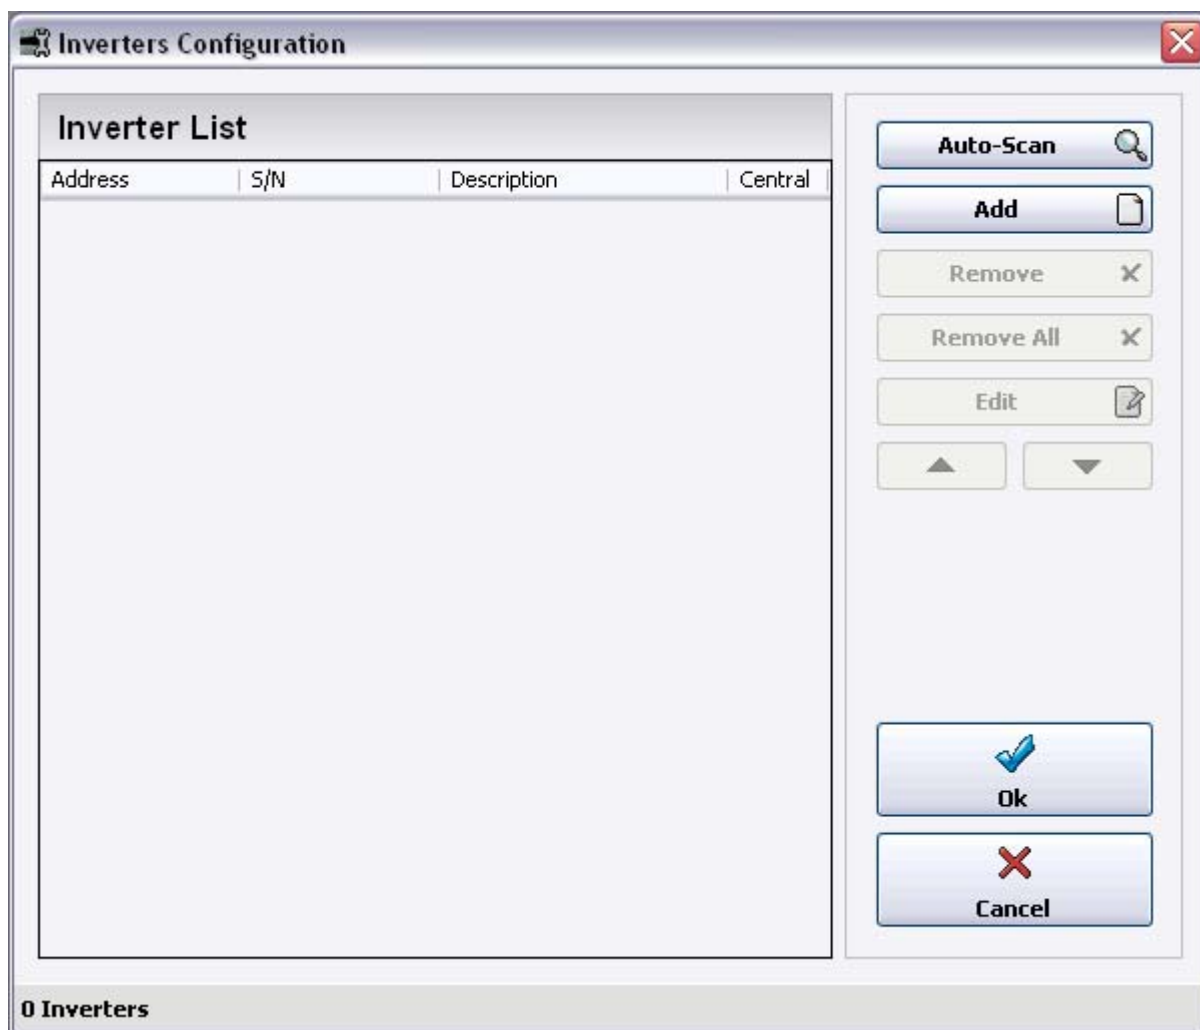 Inverters Configuration
Inverter List
Address S/N Description Central
Auto-Scan
Add
Remove
Remove All
Edit
Ok
Cancel
0 Inverters